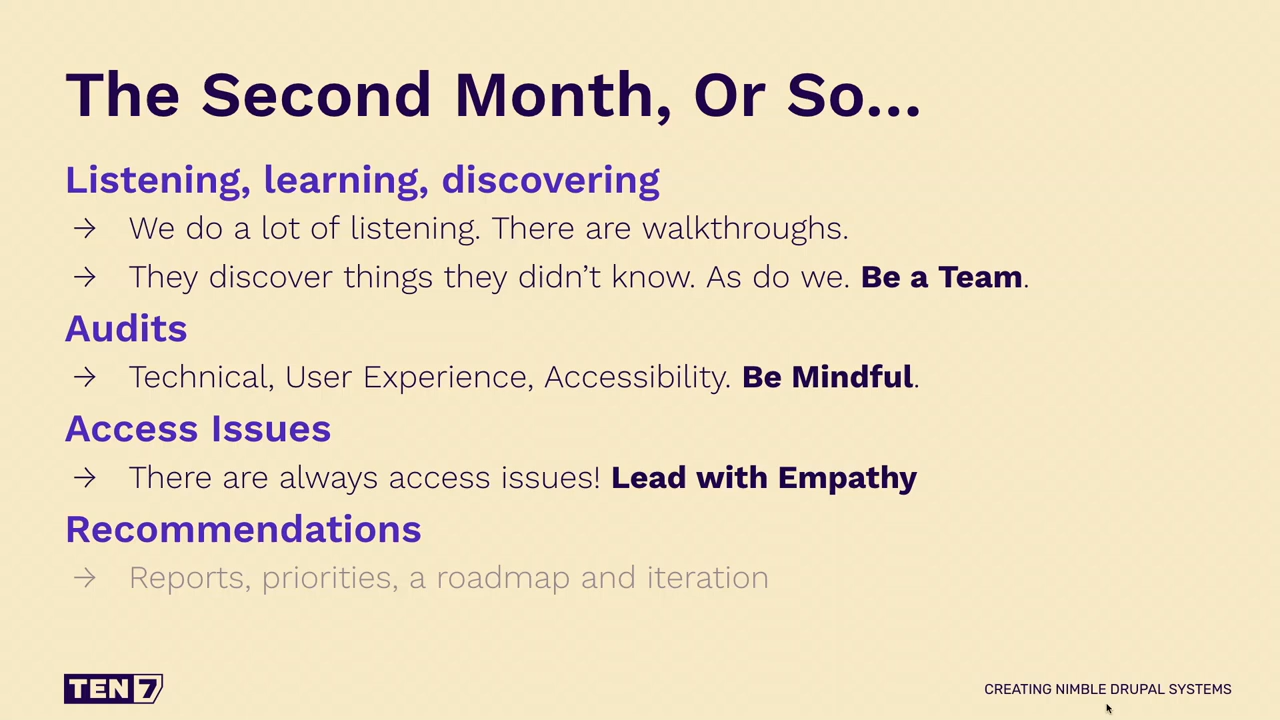 The Second Month, Or So...
Listening, learning, discovering
→ We do a lot of listening. There are walkthroughs.
→ They discover things they didn’t know. As do we. Be a Team.
Audits
→ Technical, User Experience, Accessibility. Be Mindful.
Access Issues
→ There are always access issues! Lead with Empathy
Recommendations
→ Reports, priorities, a roadmap and iteration
TEN7
CREATING NIMBLE DRUPAL SYSTEMS